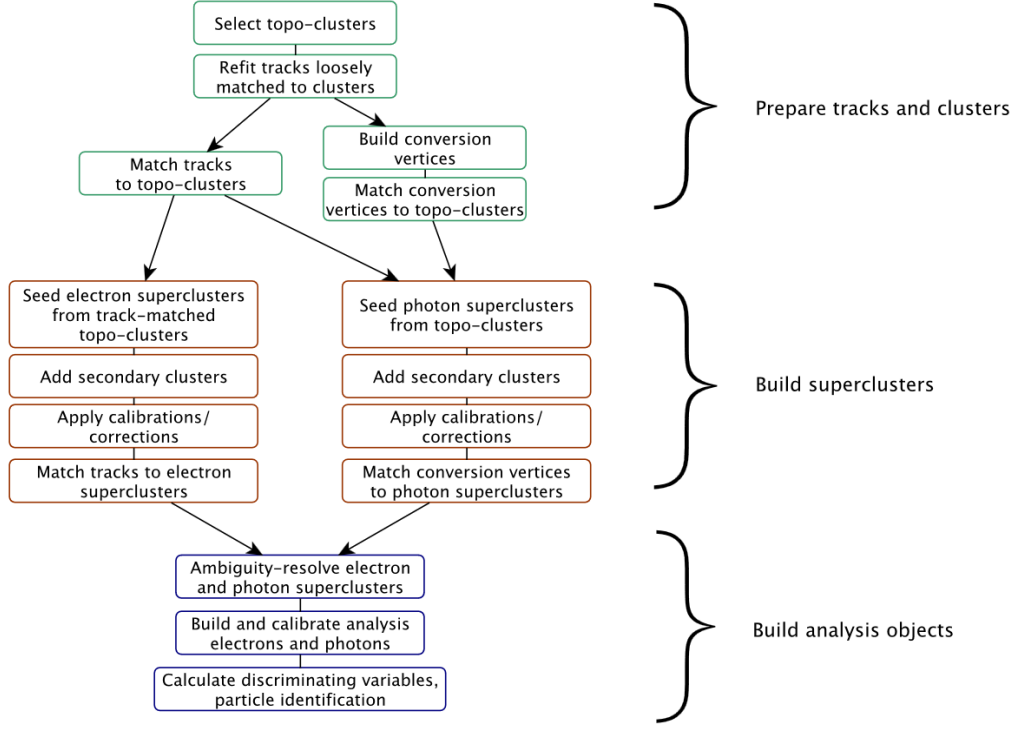 Select topo-clusters
Refit tracks loosely
matched to clusters
Match tracks
to topo-clusters
Build conversion
vertices
Match conversion
vertices to topo-clusters
Prepare tracks and clusters
Seed electron superclusters
from track-matched
topo-clusters
Add secondary clusters
Apply calibrations/
corrections
Match tracks to electron
superclusters
Seed photon superclusters
from topo-clusters
Add secondary clusters
Apply calibrations/
corrections
Match conversion vertices
to photon superclusters
Build superclusters
Ambiguity-resolve electron
and photon superclusters
Build and calibrate analysis
electrons and photons
Calculate discriminating variables,
particle identification
Build analysis objects